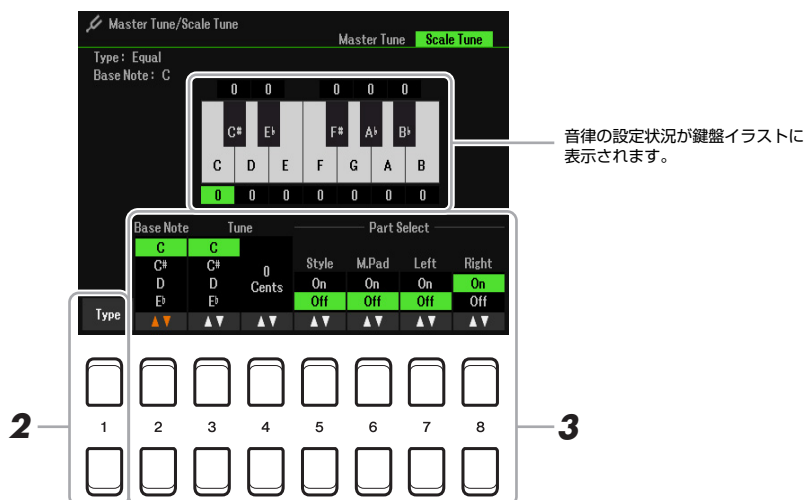 Master Tune/Scale Tune
Master Tune Scale Tune
Type: Equal
Base Note: C
0 0 0 0 0
C# E♭ F# A♭ B♭
C D E F G A B
0 0 0 0 0 0 0
音律の設定状況が鍵盤イラストに
表示されます。
Base Note Tune Part Select
C C
C# C# 0 Style M.Pad Left Right
D D Cents On On On On
E♭ E♭ Off Off Off Off
Type ▲▼ ▲▼ ▲▼ ▲▼ ▲▼ ▲▼ ▲▼
2 1 2 3 4 5 6 7 8 3